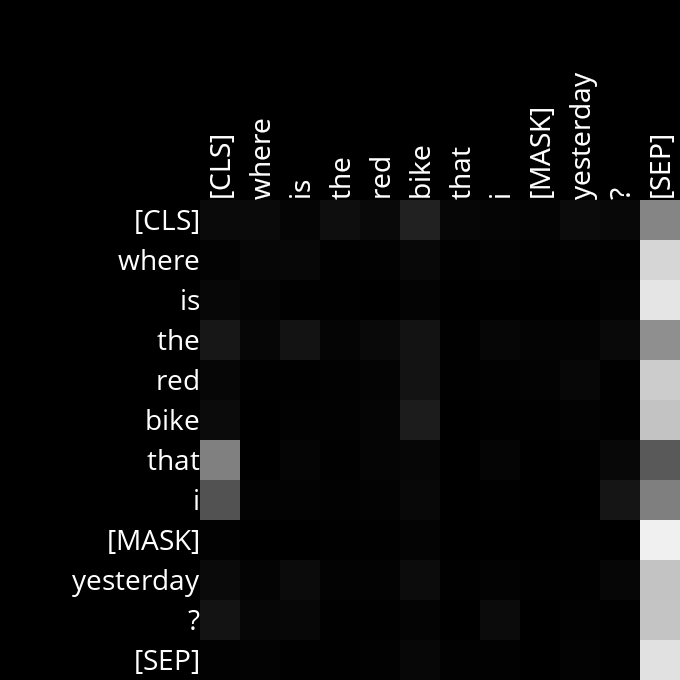 [CLS] where is the red bike that i [MASK] yesterday ? [SEP]
[CLS]
where
is
the
red
bike
that
i
[MASK]
yesterday
?
[SEP]